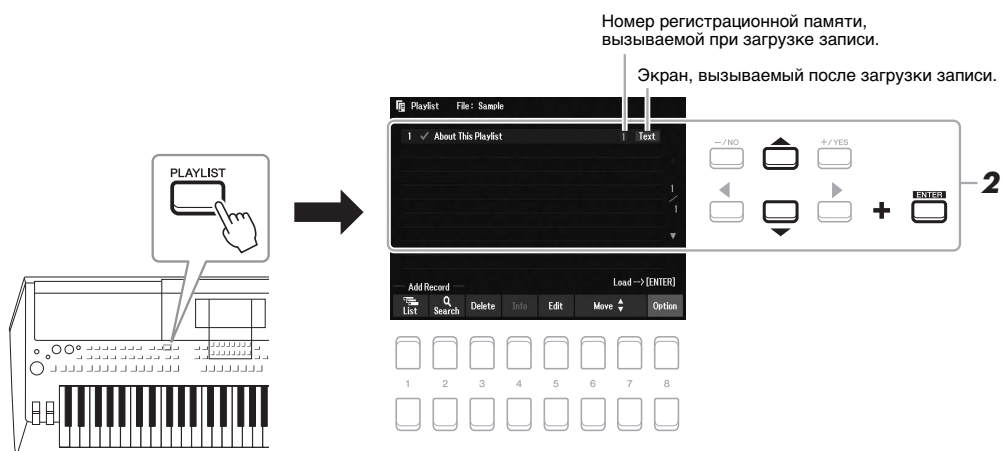 Номер регистрационной памяти,
вызываемой при загрузке записи.
Экран, вызываемый после загрузки записи.
PLAYLIST
Playlist File: Sample
1 ✓ About This Playlist 1 Text
1/1
Add Record
Load-->[ENTER]
List Search Delete Info Edit Move Option
1 2 3 4 5 6 7 8
–/NO
+/YES
+
ENTER
2